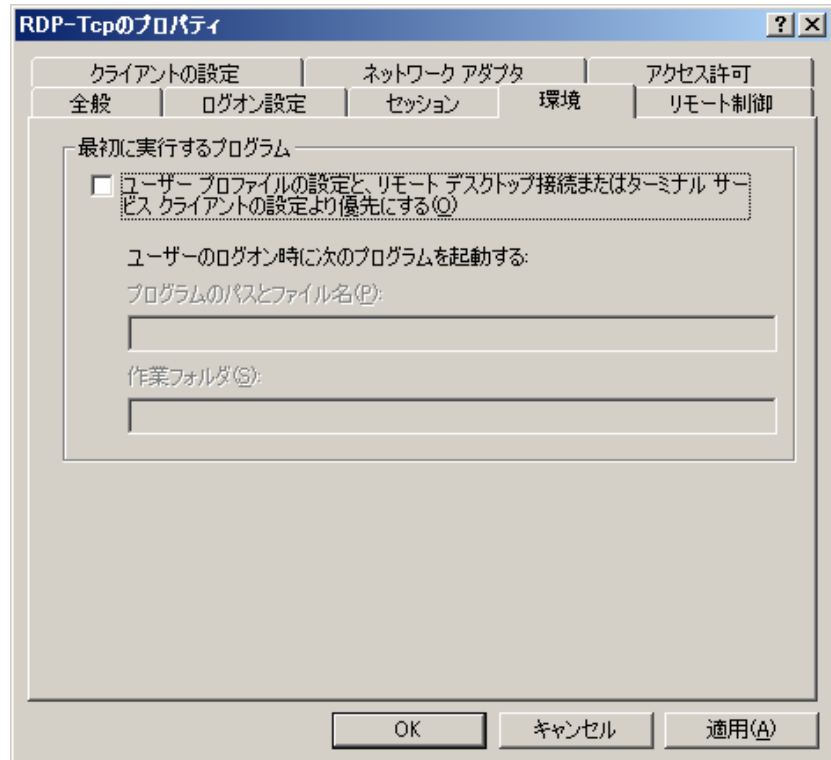 RDP-Tcpのプロパティ
クライアントの設定 ネットワーク アダプタ アクセス許可
全般 ログオン設定 セッション 環境 リモート制御
最初に実行するプログラム
ユーザー プロファイルの設定と、リモート デスクトップ接続またはターミナル サー
ビス クライアントの設定より優先にする(O)
ユーザーのログオン時に次のプログラムを起動する:
プログラムのパスとファイル名(P):
作業フォルダ(S):
OK キャンセル 適用(A)